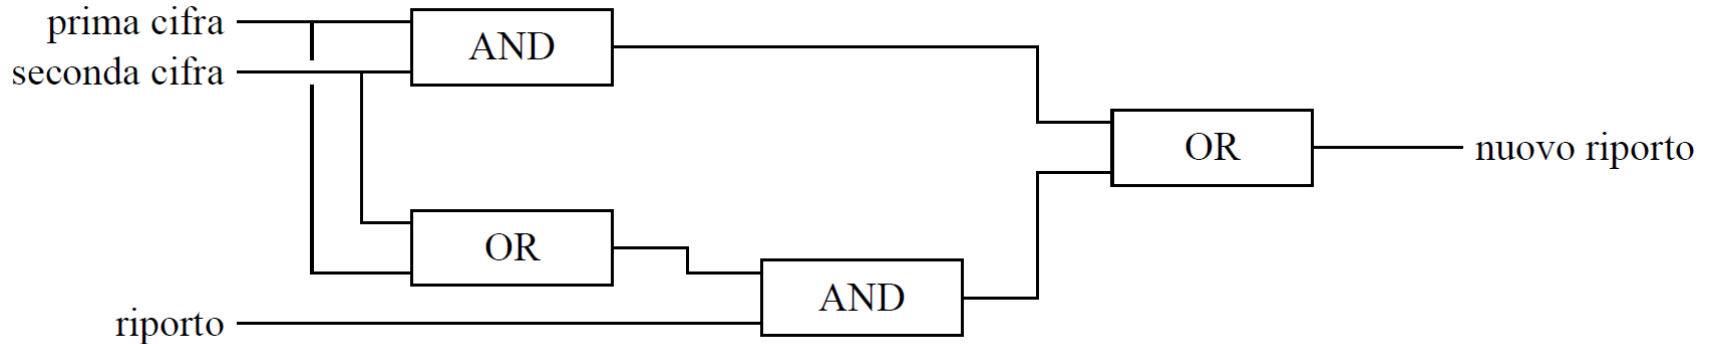 prima cifra
AND
seconda cifra
OR
nuovo riporto
OR
AND
riporto